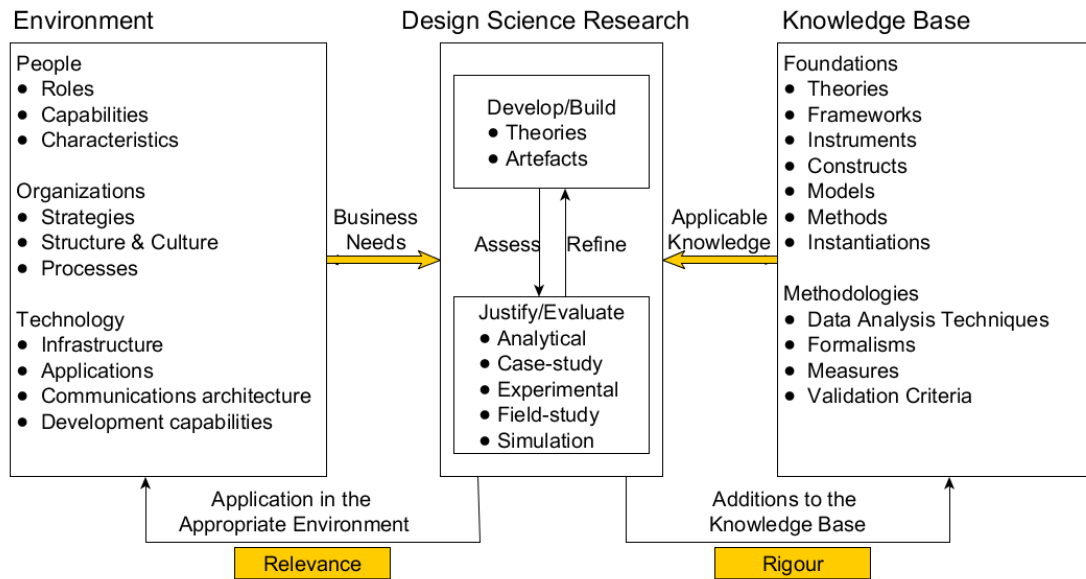 Environment
People
● Roles
● Capabilities
● Characteristics
Organizations
● Strategies
● Structure & Culture
● Processes
Technology
● Infrastructure
● Applications
● Communications architecture
● Development capabilities
Business
Needs
Design Science Research
Develop/Build
● Theories
● Artefacts
Assess
Refine
Justify/Evaluate
● Analytical
● Case-study
● Experimental
● Field-study
● Simulation
Applicable
Knowledge
Knowledge Base
Foundations
● Theories
● Frameworks
● Instruments
● Constructs
● Models
● Methods
● Instantiations
Methodologies
● Data Analysis Techniques
● Formalisms
● Measures
● Validation Criteria
Application in the
Appropriate Environment
Relevance
Additions to the
Knowledge Base
Rigour